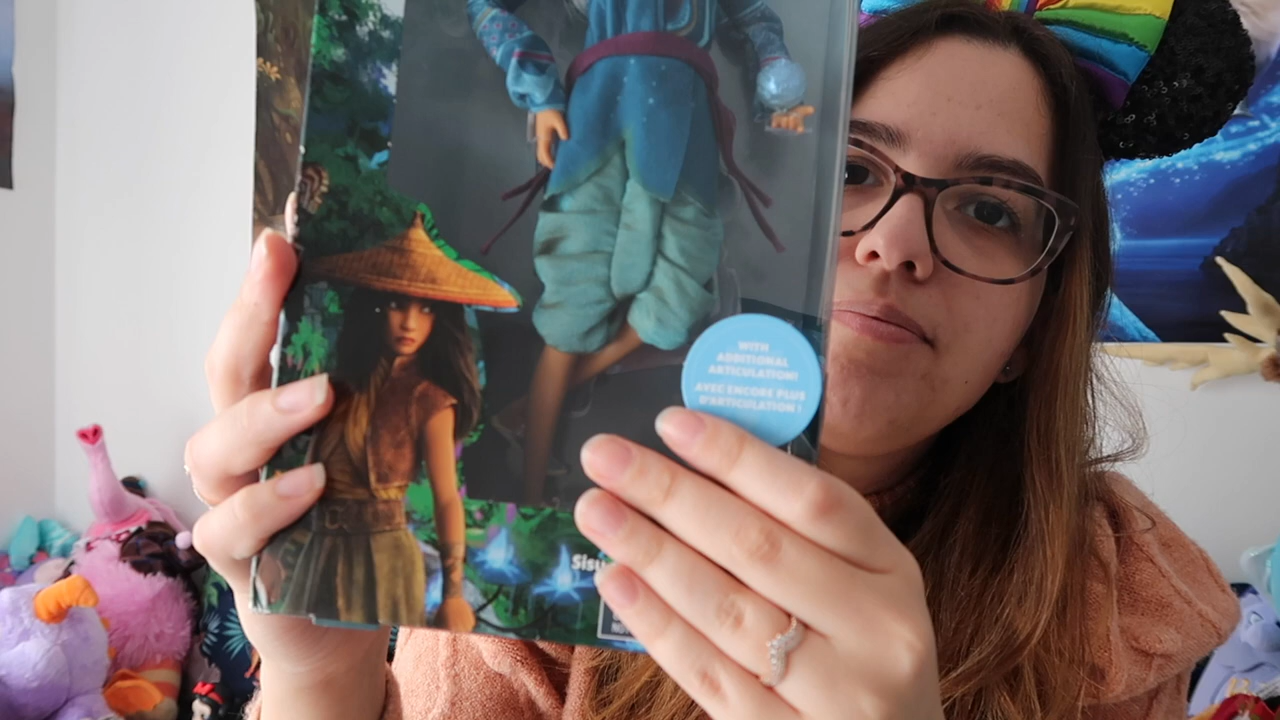 WITH
ADDITIONAL
ARTICULATION!
AVEC ENCORE PLUS
D'ARTICULATION !
Sisu